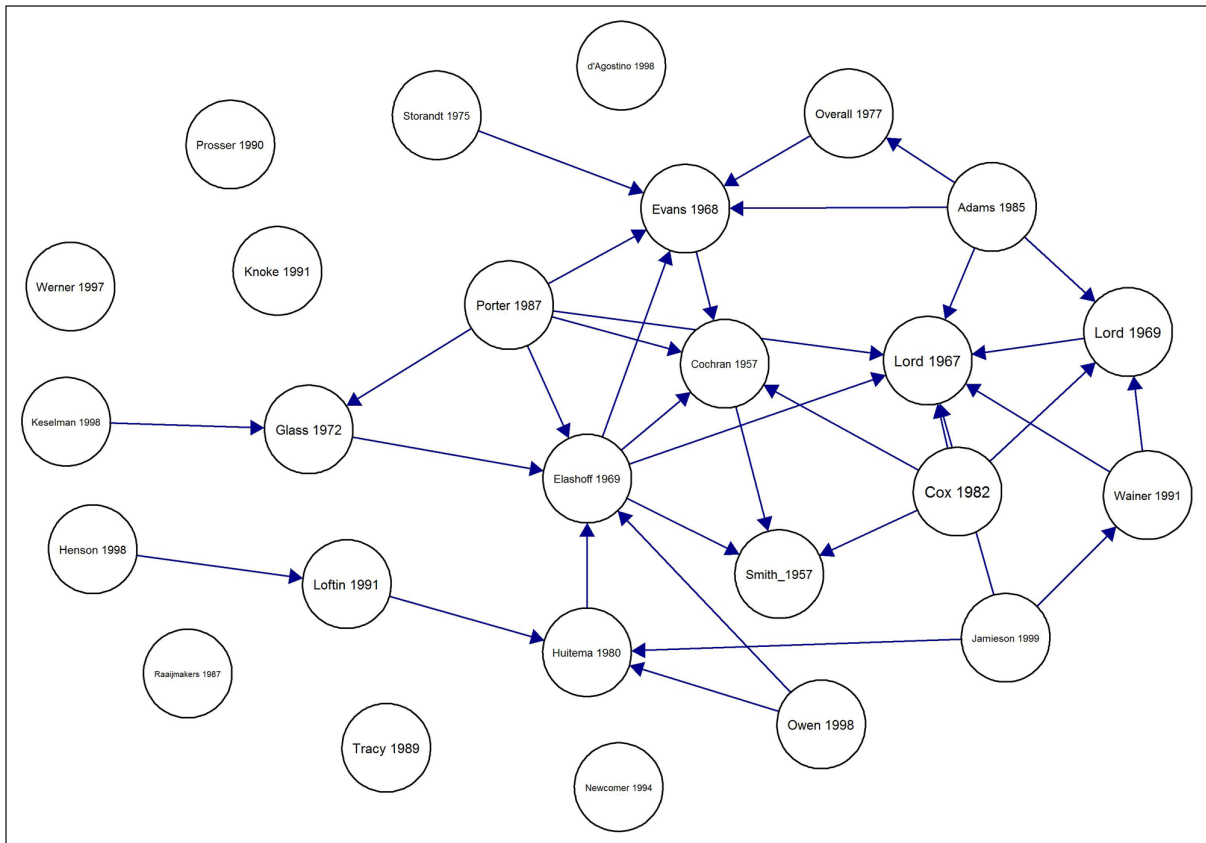 d'Agostino 1998
Storandt 1975
Overall 1977
Prosser 1990
Evans 1968
Adams 1985
Knoke 1991
Werner 1997
Porter 1987
Lord 1969
Cochran 1957
Lord 1967
Keselman 1998
Glass 1972
Elashoff 1969
Cox 1982
Wainer 1991
Henson 1998
Smith_1957
Loftin 1991
Jamieson 1999
Huitema 1980
Raaijmakers 1987
Owen 1998
Tracy 1989
Newcomer 1994